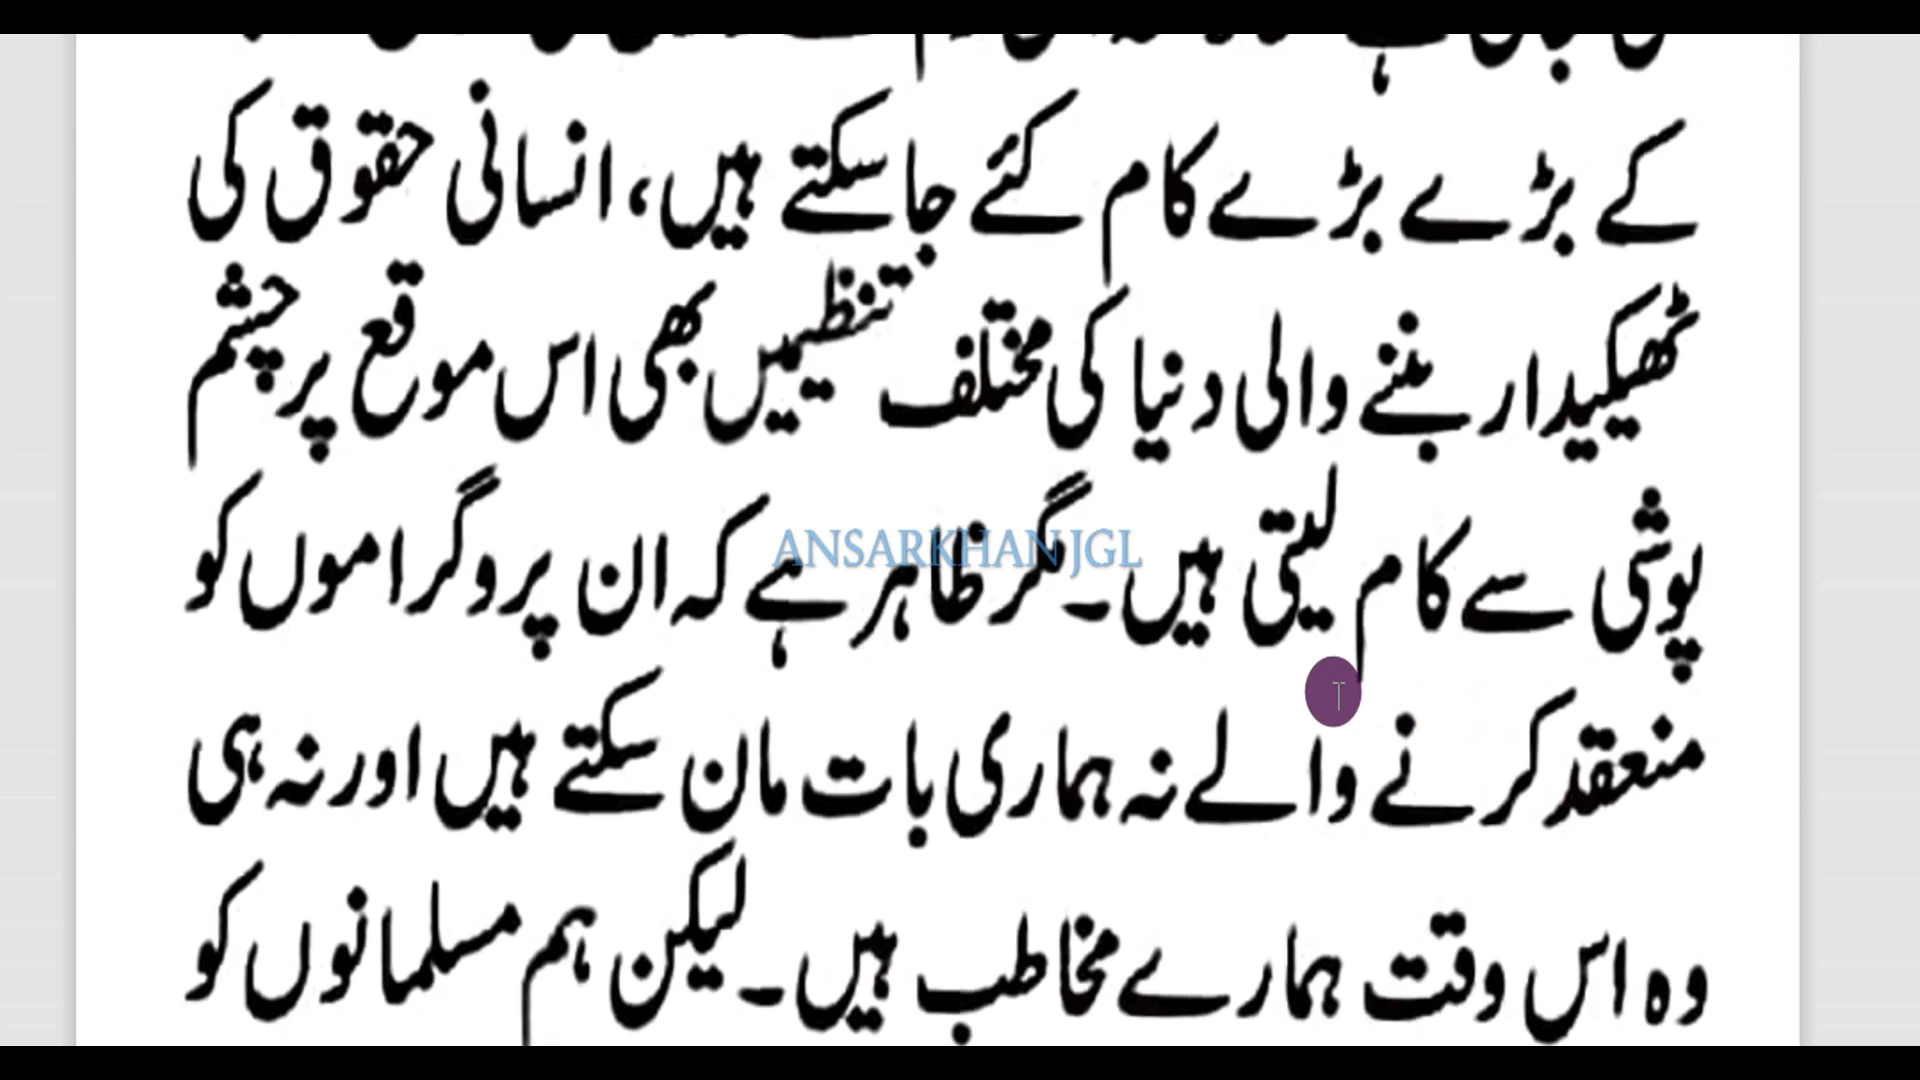 کے بڑے بڑے کام کئے جاسکتے ہیں، انسانی حقوق کی
ٹھیکیدار بننے والی دنیا کی مختلف تنظیمیں بھی اس موقع پر چشم
پوشی سے کام لیتی ہیں۔ مگر ظاہر ہے کہ ان پروگراموں کو
ANSARKHANJGL
منعقد کرنے والے نہ ہماری بات مان سکتے ہیں اور نہ ہی
وہ اس وقت ہمارے مخاطب ہیں۔ لیکن ہم مسلمانوں کو